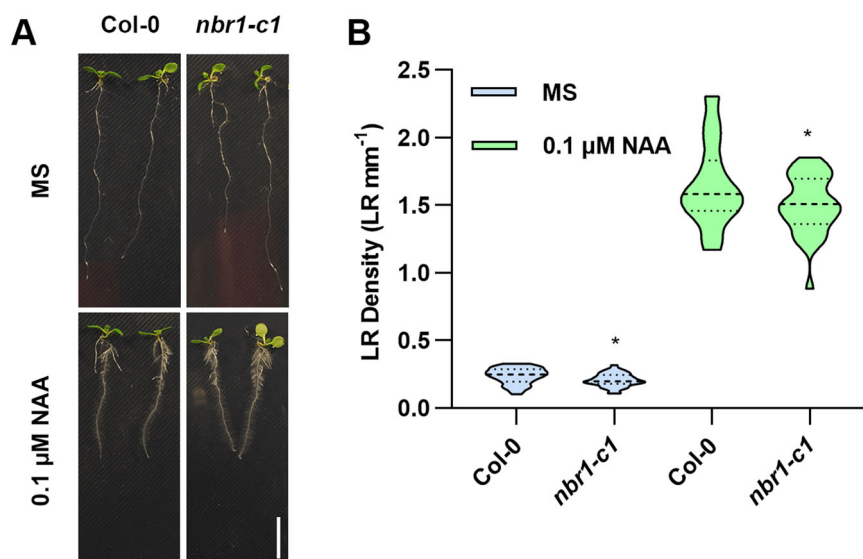 A
Col-0
nbr1-c1
MS
0.1 µM NAA
B
LR Density (LR mm⁻¹)
2.5
2.0
1.5
1.0
0.5
0.0
MS
0.1 µM NAA
*
*
Col-0
nbr1-c1
Col-0
nbr1-c1